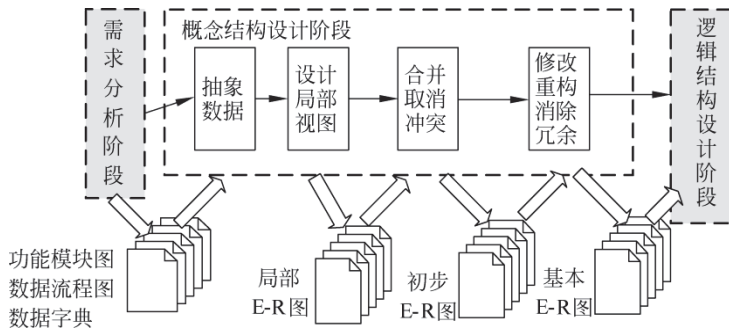 需求分析阶段
概念结构设计阶段
抽象
数据
设计
局部
视图
合并
取消
冲突
修改
重构
消除
冗余
逻辑结构设计阶段
功能模块图
数据流程图
数据字典
局部
E-R图
初步
E-R图
基本
E-R图